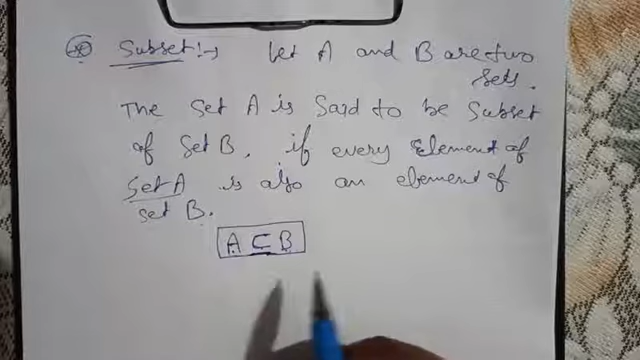 Subset :→ Let A and B are two
Sets.
The Set A is Said to be Subset
of Set B, if every Element of
Set A is also an element of
Set B.
A ⊆ B